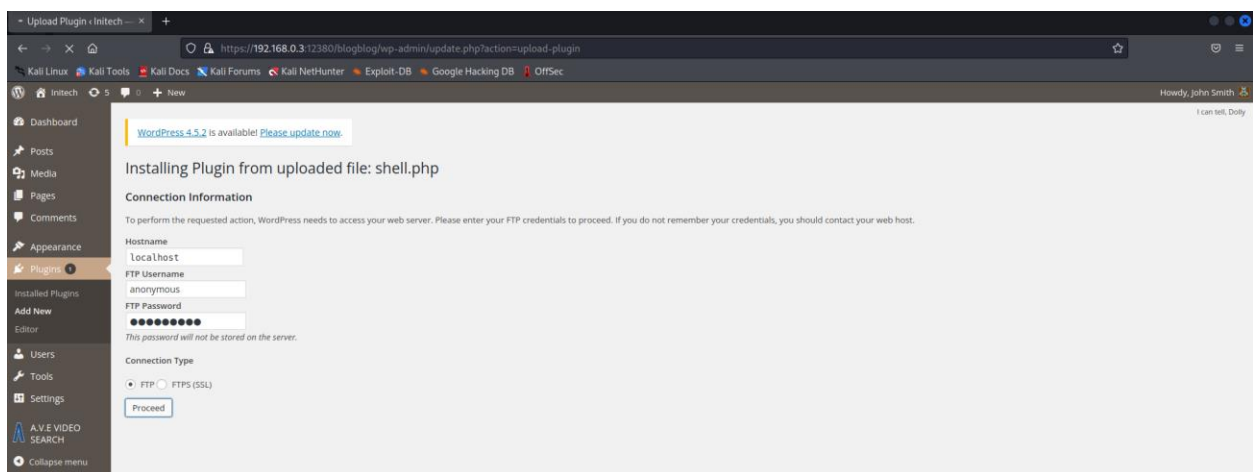 Upload Plugin ‹ Initech —
https://192.168.0.3:12380/blogblog/wp-admin/update.php?action=upload-plugin
Kali Linux Kali Tools Kali Docs Kali Forums Kali NetHunter Exploit-DB Google Hacking DB OffSec
Initech 5 0 + New Howdy, John Smith
I can tell, Dolly
Dashboard
Posts
Media
Pages
Comments
Appearance
Plugins 1
Installed Plugins
Add New
Editor
Users
Tools
Settings
A.V.E VIDEO
SEARCH
Collapse menu
WordPress 4.5.2 is available! Please update now.
Installing Plugin from uploaded file: shell.php
Connection Information
To perform the requested action, WordPress needs to access your web server. Please enter your FTP credentials to proceed. If you do not remember your credentials, you should contact your web host.
Hostname
localhost
FTP Username
anonymous
FTP Password
●●●●●●●●●
This password will not be stored on the server.
Connection Type
FTP FTPS (SSL)
Proceed